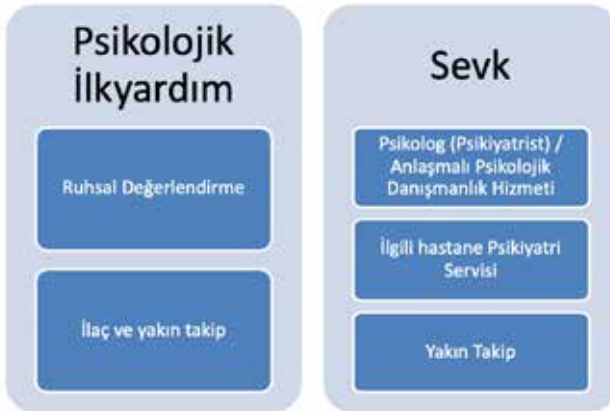 Psikolojik
İlkyardım
Ruhsal Değerlendirme
İlaç ve yakın takip
Sevk
Psikolog (Psikiyatrist) /
Anlaşmalı Psikolojik
Danışmanlık Hizmeti
İlgili hastane Psikiyatri
Servisi
Yakın Takip